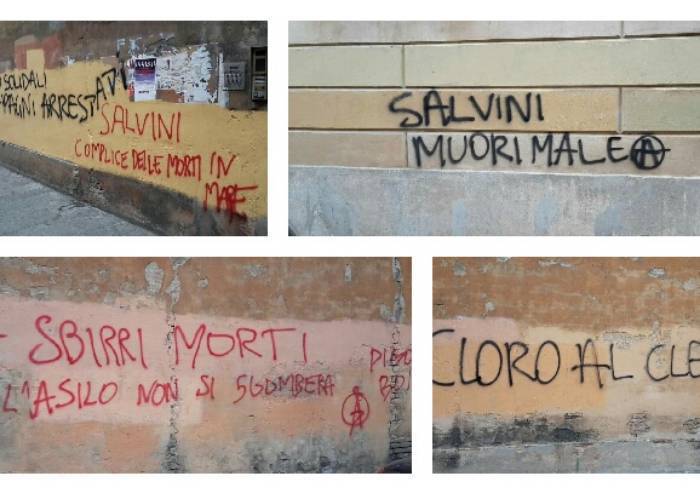 SOLIDALI
ARRESTATI
SALVINI
COMPLICE DELLE MORTI IN
MARE
SALVINI
MUORI MALE
SBIRRI MORTI
L'ASILO NON SI SGOMBERA
CLORO AL CLE